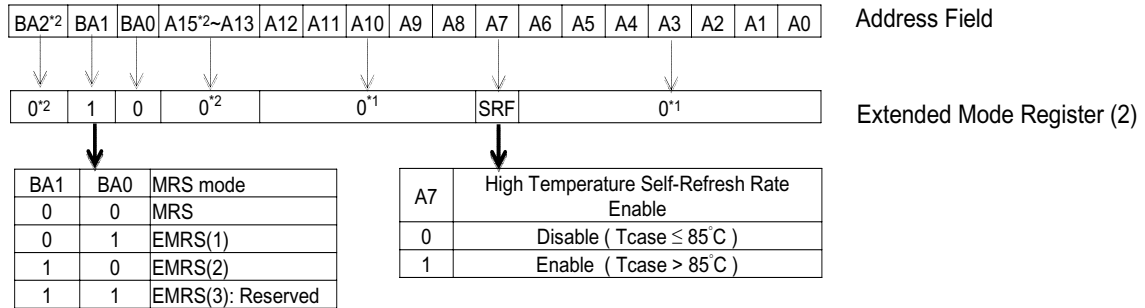 BA2*2 BA1 BA0 A15*2~A13 A12 A11 A10 A9 A8 A7 A6 A5 A4 A3 A2 A1 A0 Address Field
0*2 1 0 0*2 0*1 SRF 0*1 Extended Mode Register (2)
BA1 BA0 MRS mode
0 0 MRS
0 1 EMRS(1)
1 0 EMRS(2)
1 1 EMRS(3): Reserved
A7 High Temperature Self-Refresh Rate
Enable
0 Disable ( Tcase ≤ 85°C )
1 Enable ( Tcase > 85°C )